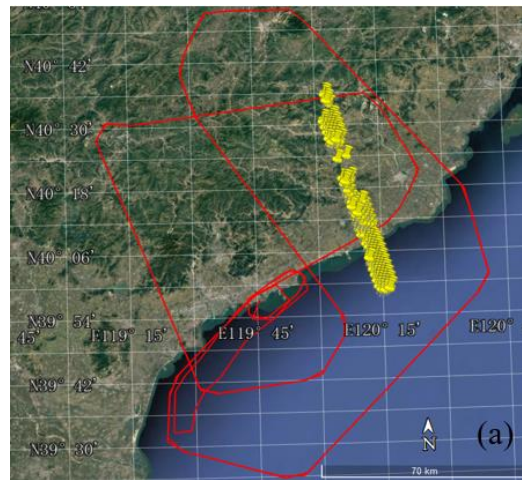 N40° 42'
N40° 30'
N40° 18'
N40° 06'
N39° 54'
45' E119° 15' E119° 45' E120° 15' E120°
N39° 42'
N39° 30'
N
(a)
70 km